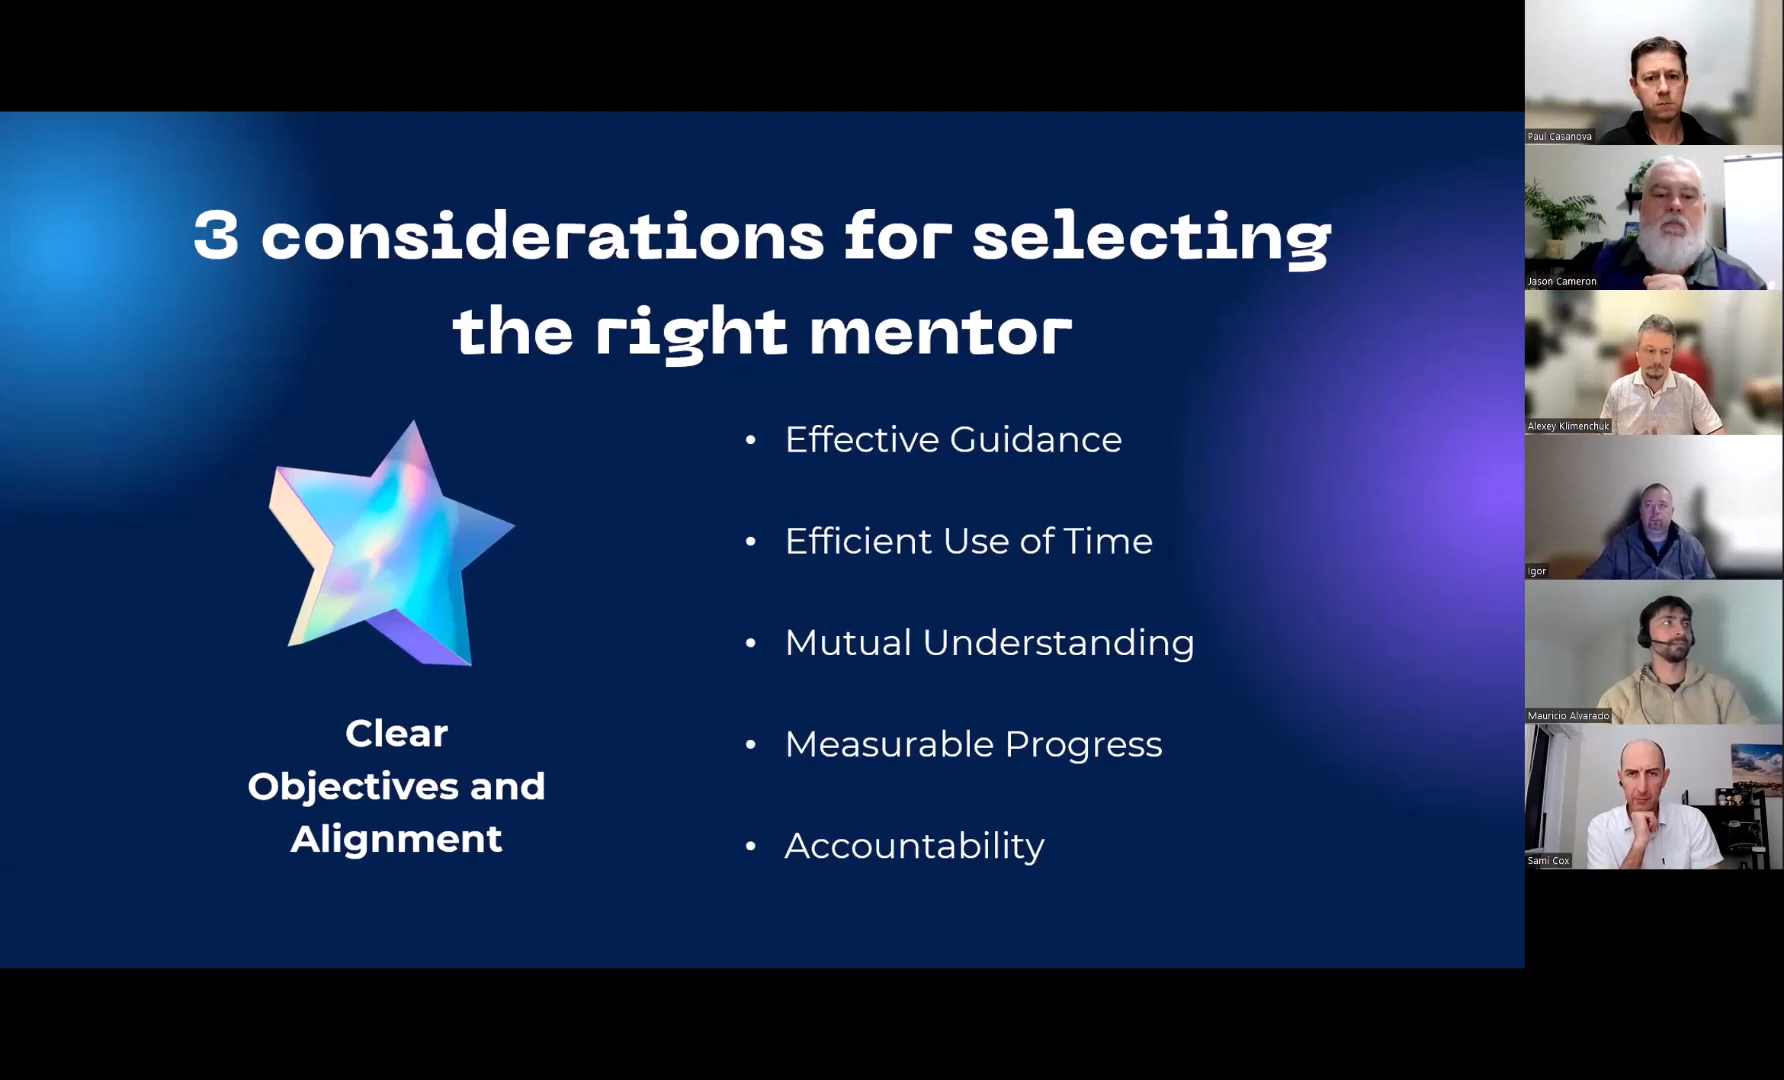 3 considerations for selecting
the right mentor
Clear
Objectives and
Alignment
• Effective Guidance
• Efficient Use of Time
• Mutual Understanding
• Measurable Progress
• Accountability
Paul Casanova
Jason Cameron
Alexey Klimenchuk
Igor
Mauricio Alvarado
Sami Cox